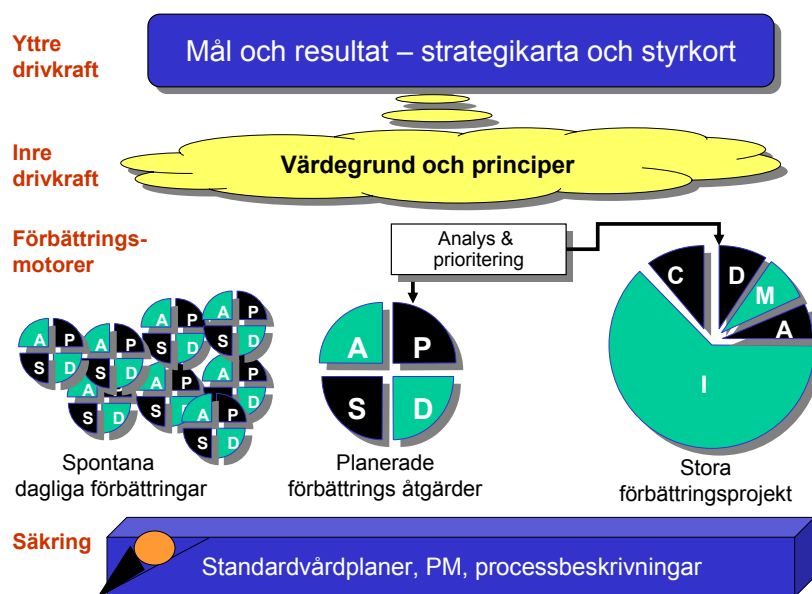 Yttre
drivkraft
Mål och resultat – strategikarta och styrkort
Inre
drivkraft
Värdegrund och principer
Förbättrings-
motorer
Analys &
prioritering
A P
S D
A P
S D
A P
S D
A P
S D
A
S D
A P
S D
A P
D
A P
S D
Spontana
dagliga förbättringar
A P
S D
Planerade
förbättrings åtgärder
C D
M
A
I
Stora
förbättringsprojekt
Säkring
Standardvårdplaner, PM, processbeskrivningar